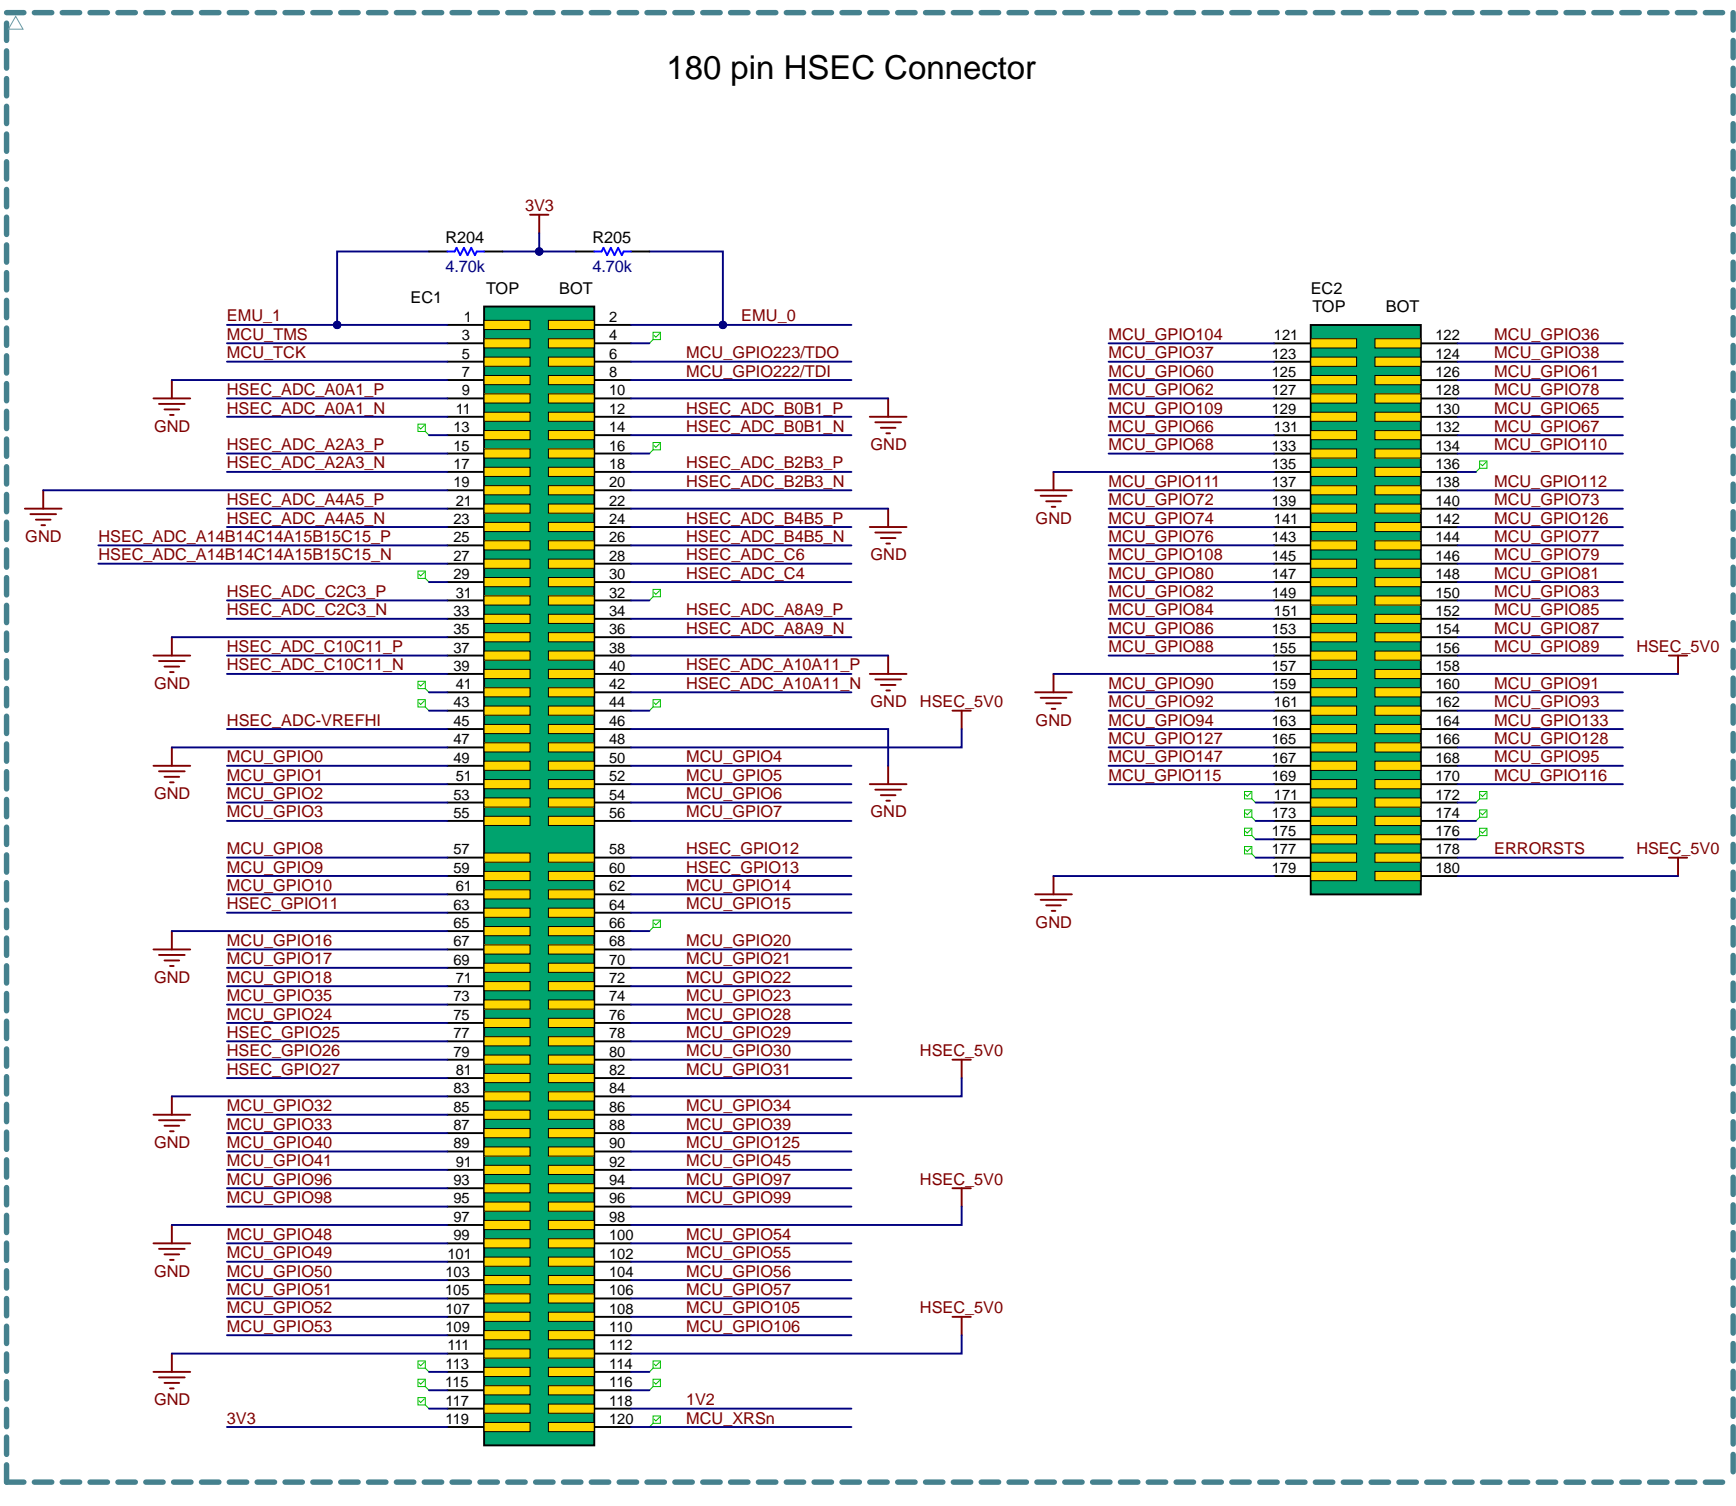 180 pin HSEC Connector
3V3
R204 R205
4.70k 4.70k
EC1 TOP BOT
EMU_1 1 2 EMU_0
MCU_TMS 3 4
MCU_TCK 5 6 MCU_GPIO223/TDO
7 8 MCU_GPIO222/TDI
HSEC_ADC_A0A1_P 9 10
GND HSEC_ADC_A0A1_N 11 12 HSEC_ADC_B0B1_P
13 14 HSEC_ADC_B0B1_N GND
HSEC_ADC_A2A3_P 15 16
HSEC_ADC_A2A3_N 17 18 HSEC_ADC_B2B3_P
19 20 HSEC_ADC_B2B3_N
HSEC_ADC_A4A5_P 21 22
HSEC_ADC_A4A5_N 23 24 HSEC_ADC_B4B5_P
GND HSEC_ADC_A14B14C14A15B15C15_P 25 26 HSEC_ADC_B4B5_N
HSEC_ADC_A14B14C14A15B15C15_N 27 28 HSEC_ADC_C6 GND
29 30 HSEC_ADC_C4
HSEC_ADC_C2C3_P 31 32
HSEC_ADC_C2C3_N 33 34 HSEC_ADC_A8A9_P
35 36 HSEC_ADC_A8A9_N
HSEC_ADC_C10C11_P 37 38
HSEC_ADC_C10C11_N 39 40 HSEC_ADC_A10A11_P
GND 41 42 HSEC_ADC_A10A11_N
43 44 GND HSEC_5V0
HSEC_ADC-VREFHI 45 46
47 48
MCU_GPIO0 49 50 MCU_GPIO4
MCU_GPIO1 51 52 MCU_GPIO5
GND MCU_GPIO2 53 54 MCU_GPIO6
MCU_GPIO3 55 56 MCU_GPIO7 GND
MCU_GPIO8 57 58 HSEC_GPIO12
MCU_GPIO9 59 60 HSEC_GPIO13
MCU_GPIO10 61 62 MCU_GPIO14
HSEC_GPIO11 63 64 MCU_GPIO15
65 66
MCU_GPIO16 67 68 MCU_GPIO20
MCU_GPIO17 69 70 MCU_GPIO21
GND MCU_GPIO18 71 72 MCU_GPIO22
MCU_GPIO35 73 74 MCU_GPIO23
MCU_GPIO24 75 76 MCU_GPIO28
HSEC_GPIO25 77 78 MCU_GPIO29
HSEC_GPIO26 79 80 MCU_GPIO30 HSEC_5V0
HSEC_GPIO27 81 82 MCU_GPIO31
83 84
MCU_GPIO32 85 86 MCU_GPIO34
MCU_GPIO33 87 88 MCU_GPIO39
GND MCU_GPIO40 89 90 MCU_GPIO125
MCU_GPIO41 91 92 MCU_GPIO45
MCU_GPIO96 93 94 MCU_GPIO97 HSEC_5V0
MCU_GPIO98 95 96 MCU_GPIO99
97 98
MCU_GPIO48 99 100 MCU_GPIO54
MCU_GPIO49 101 102 MCU_GPIO55
GND MCU_GPIO50 103 104 MCU_GPIO56
MCU_GPIO51 105 106 MCU_GPIO57
MCU_GPIO52 107 108 MCU_GPIO105 HSEC_5V0
MCU_GPIO53 109 110 MCU_GPIO106
111 112
113 114
115 116
GND 117 118 1V2
3V3 119 120 MCU_XRSn
EC2
TOP BOT
MCU_GPIO104 121 122 MCU_GPIO36
MCU_GPIO37 123 124 MCU_GPIO38
MCU_GPIO60 125 126 MCU_GPIO61
MCU_GPIO62 127 128 MCU_GPIO78
MCU_GPIO109 129 130 MCU_GPIO65
MCU_GPIO66 131 132 MCU_GPIO67
MCU_GPIO68 133 134 MCU_GPIO110
135 136
MCU_GPIO111 137 138 MCU_GPIO112
MCU_GPIO72 139 140 MCU_GPIO73
GND MCU_GPIO74 141 142 MCU_GPIO126
MCU_GPIO76 143 144 MCU_GPIO77
MCU_GPIO108 145 146 MCU_GPIO79
MCU_GPIO80 147 148 MCU_GPIO81
MCU_GPIO82 149 150 MCU_GPIO83
MCU_GPIO84 151 152 MCU_GPIO85
MCU_GPIO86 153 154 MCU_GPIO87
MCU_GPIO88 155 156 MCU_GPIO89 HSEC_5V0
157 158
MCU_GPIO90 159 160 MCU_GPIO91
MCU_GPIO92 161 162 MCU_GPIO93
GND MCU_GPIO94 163 164 MCU_GPIO133
MCU_GPIO127 165 166 MCU_GPIO128
MCU_GPIO147 167 168 MCU_GPIO95
MCU_GPIO115 169 170 MCU_GPIO116
171 172
173 174
175 176
177 178 ERRORSTS HSEC_5V0
179 180
GND